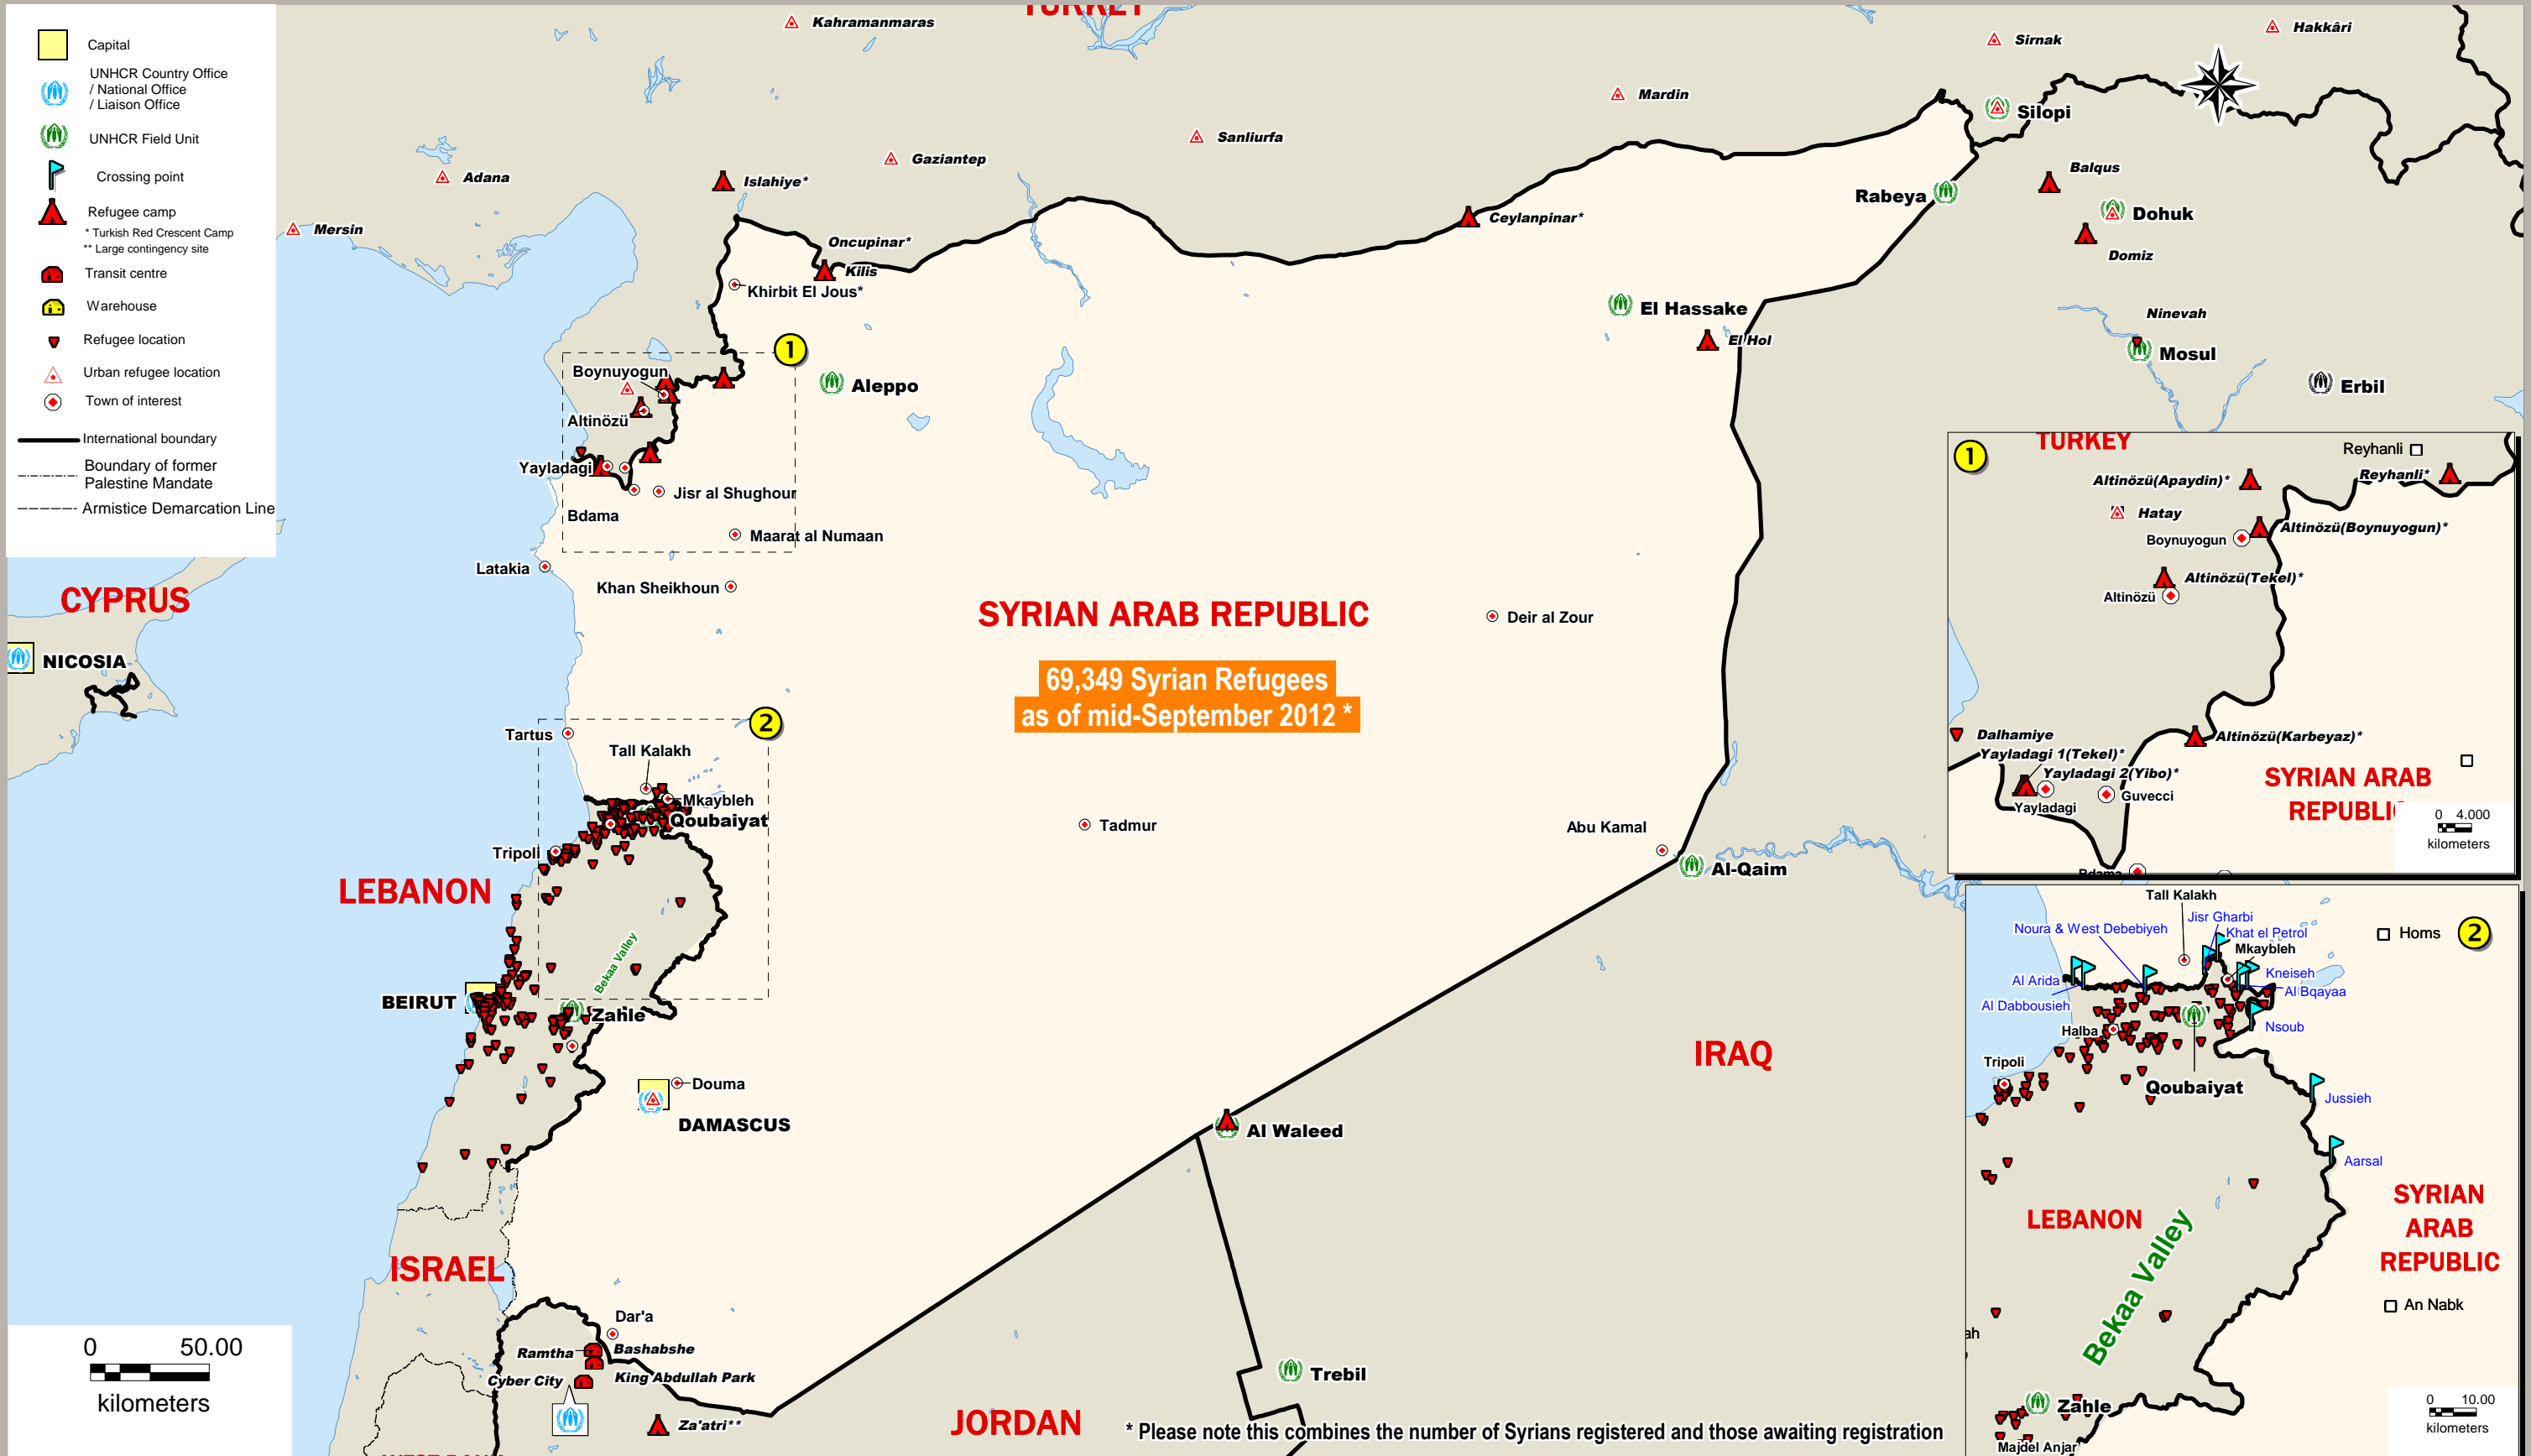 Capital
UNHCR Country Office
/ National Office
/ Liaison Office
UNHCR Field Unit
Crossing point
Refugee camp
* Turkish Red Crescent Camp
** Large contingency site
Transit centre
Warehouse
Refugee location
Urban refugee location
Town of interest
International boundary
Boundary of former
Palestine Mandate
Armistice Demarcation Line
TURKEY
Kahramanmaras
Sirnak
Hakkâri
Mardin
Silopi
Sanliurfa
Gaziantep
Adana
Islahiye*
Mersin
Balqus
Rabeya
Dohuk
Ceylanpinar*
Oncupinar*
Kilis
Domiz
Khirbit El Jous*
El Hassake
El Hol
Ninevah
Mosul
Erbil
1
Boynuyogun
Aleppo
Altinözü
Yayladagi
Jisr al Shughour
Bdama
Maarat al Numaan
Latakia
Khan Sheikhoun
CYPRUS
NICOSIA
SYRIAN ARAB REPUBLIC
Deir al Zour
69,349 Syrian Refugees
as of mid-September 2012 *
2
Tartus
Tall Kalakh
Mkaybleh
Qoubaiyat
Tripoli
Tadmur
Abu Kamal
Al-Qaim
LEBANON
Bekaa Valley
BEIRUT
Zahle
Douma
DAMASCUS
IRAQ
Al Waleed
ISRAEL
Dar'a
Ramtha
Bashabshe
Cyber City
King Abdullah Park
Za'atri**
Trebil
JORDAN
* Please note this combines the number of Syrians registered and those awaiting registration
0 50.00
kilometers
1
TURKEY
Reyhanli
Reyhanli*
Altinözü(Apaydin)*
Hatay
Altinözü(Boynuyogun)*
Boynuyogun
Altinözü(Tekel)*
Altinözü
Dalhamiye
Altinözü(Karbeyaz)*
Yayladagi 1(Tekel)*
Yayladagi 2(Yibo)*
Yayladagi
Guvecci
SYRIAN ARAB
REPUBLIC
0 4.000
kilometers
Bdama
2
Tall Kalakh
Jisr Gharbi
Noura & West Debebiyeh
Khat el Petrol
Homs
Mkaybleh
Kneiseh
Al Arida
Al Bqayaa
Al Dabbousieh
Nsoub
Halba
Tripoli
Qoubaiyat
Jussieh
Aarsal
SYRIAN
ARAB
REPUBLIC
LEBANON
Bekaa Valley
An Nabk
ah
Zahle
Majdel Anjar
0 10.00
kilometers